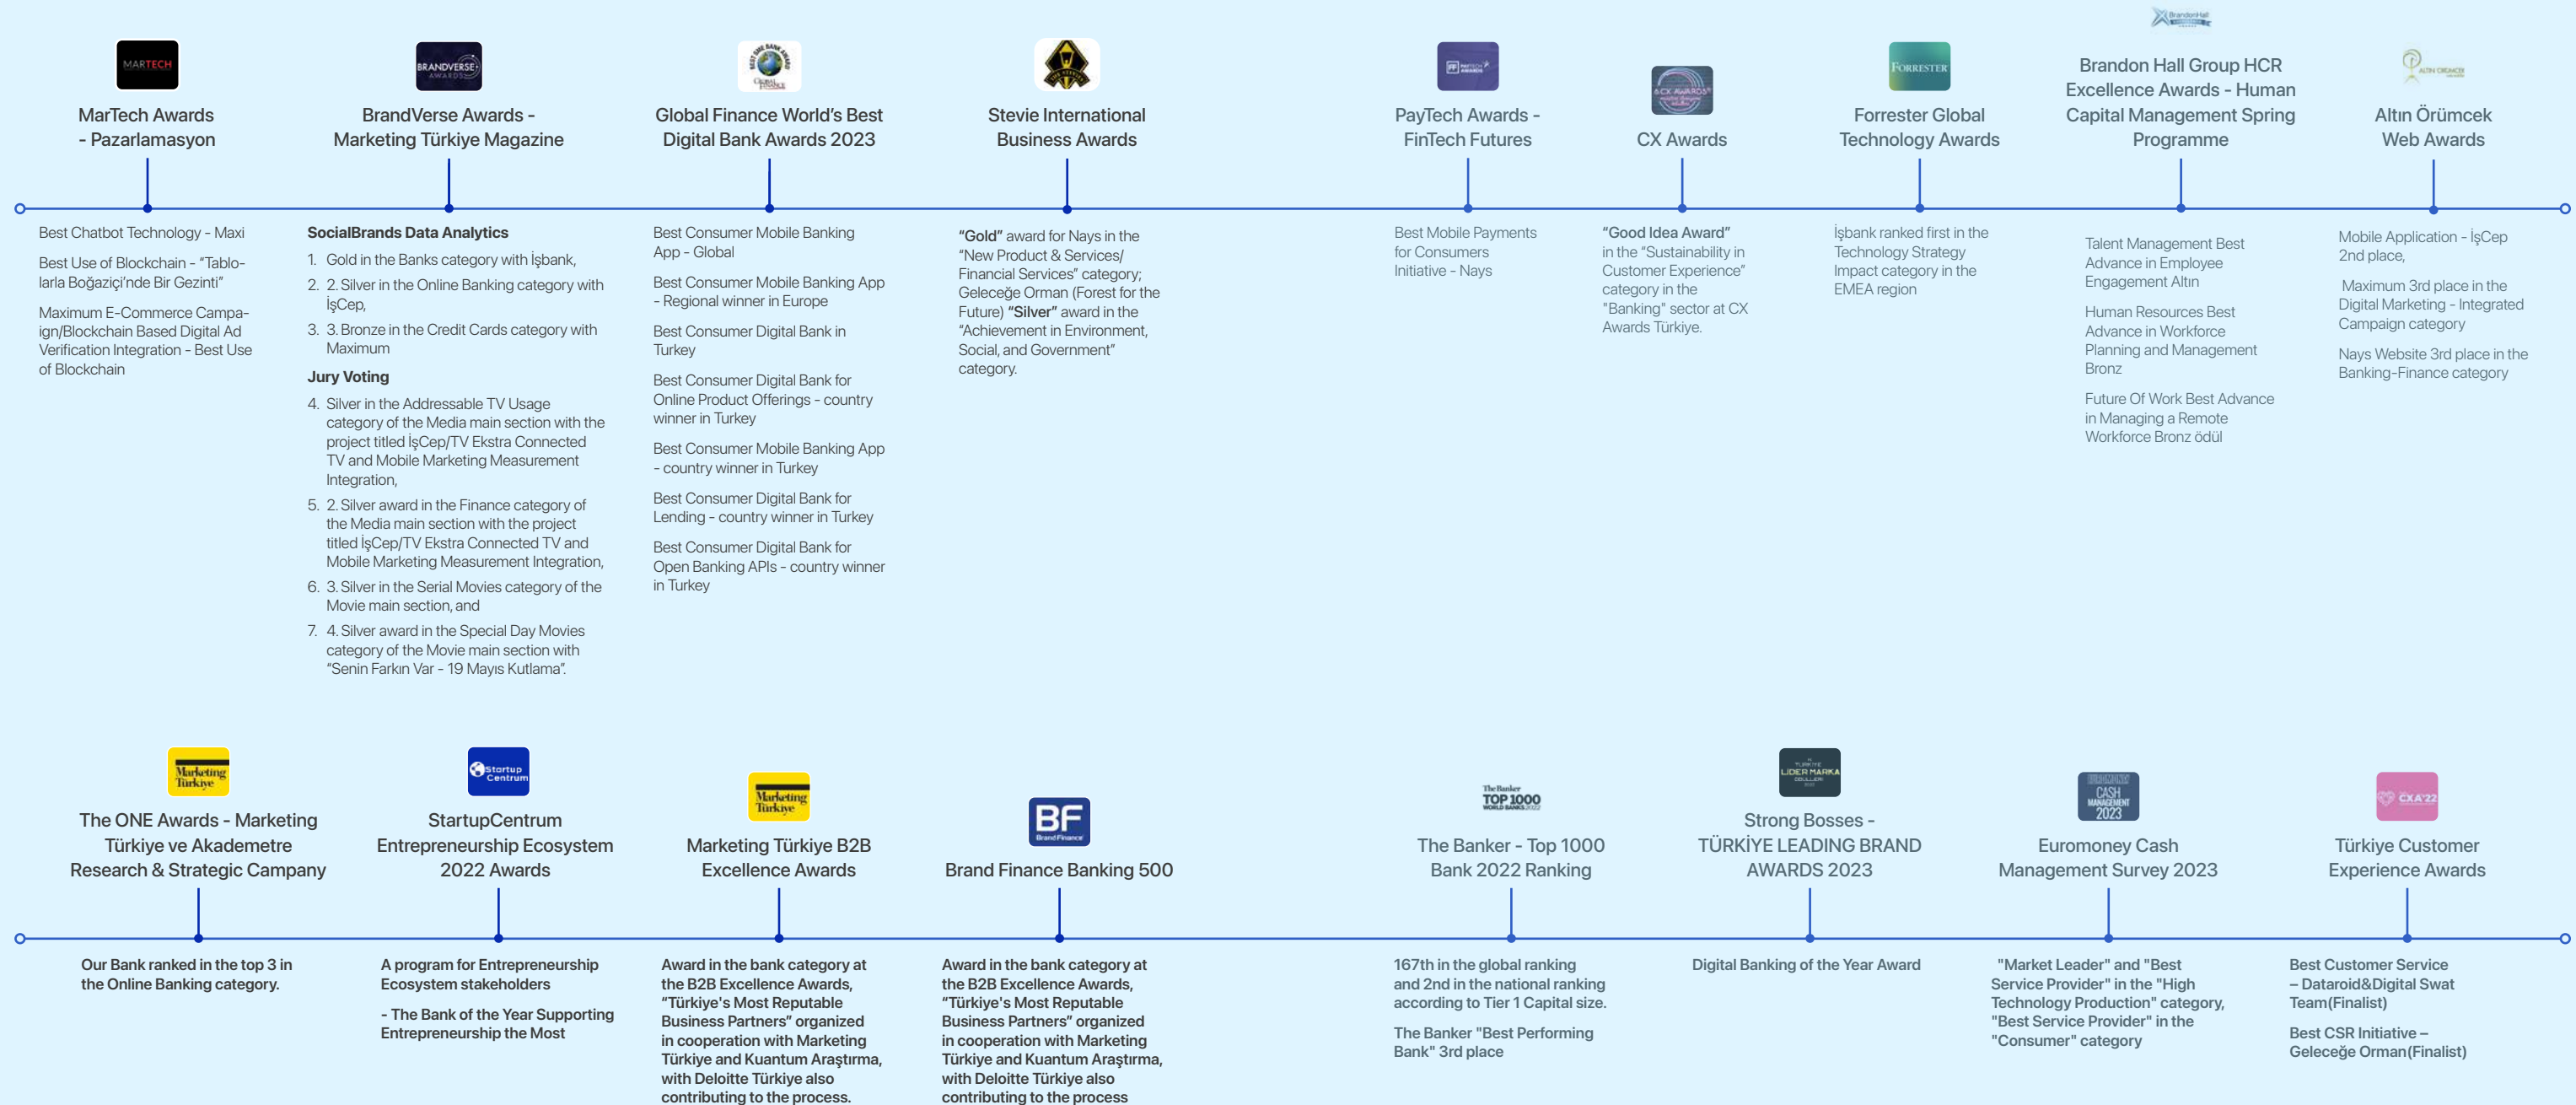 MARTECH
MarTech Awards
- Pazarlamasyon
Best Chatbot Technology - Maxi
Best Use of Blockchain - “Tablo-
larla Boğaziçi’nde Bir Gezinti”
Maximum E-Commerce Campa-
ign/Blockchain Based Digital Ad
Verification Integration - Best Use
of Blockchain
BRANDVERSE
AWARDS
BrandVerse Awards -
Marketing Türkiye Magazine
SocialBrands Data Analytics
1. Gold in the Banks category with İşbank,
2. 2. Silver in the Online Banking category with
İşCep,
3. 3. Bronze in the Credit Cards category with
Maximum
Jury Voting
4. Silver in the Addressable TV Usage
category of the Media main section with the
project titled İşCep/TV Ekstra Connected
TV and Mobile Marketing Measurement
Integration,
5. 2. Silver award in the Finance category of
the Media main section with the project
titled İşCep/TV Ekstra Connected TV and
Mobile Marketing Measurement Integration,
6. 3. Silver in the Serial Movies category of the
Movie main section, and
7. 4. Silver award in the Special Day Movies
category of the Movie main section with
“Senin Farkın Var - 19 Mayıs Kutlama”.
GLOBAL
FINANCE
Global Finance World’s Best
Digital Bank Awards 2023
Best Consumer Mobile Banking
App - Global
Best Consumer Mobile Banking App
- Regional winner in Europe
Best Consumer Digital Bank in
Turkey
Best Consumer Digital Bank for
Online Product Offerings - country
winner in Turkey
Best Consumer Mobile Banking App
- country winner in Turkey
Best Consumer Digital Bank for
Lending - country winner in Turkey
Best Consumer Digital Bank for
Open Banking APIs - country winner
in Turkey
Stevie International
Business Awards
“Gold” award for Nays in the
“New Product & Services/
Financial Services” category;
Geleceğe Orman (Forest for the
Future) “Silver” award in the
“Achievement in Environment,
Social, and Government”
category.
PAYTECH
AWARDS
PayTech Awards -
FinTech Futures
Best Mobile Payments
for Consumers
Initiative - Nays
CX AWARDS
CX Awards
“Good Idea Award”
in the “Sustainability in
Customer Experience”
category in the
"Banking" sector at CX
Awards Türkiye.
FORRESTER
Forrester Global
Technology Awards
İşbank ranked first in the
Technology Strategy
Impact category in the
EMEA region
BrandonHall
Brandon Hall Group HCR
Excellence Awards - Human
Capital Management Spring
Programme
Talent Management Best
Advance in Employee
Engagement Altın
Human Resources Best
Advance in Workforce
Planning and Management
Bronz
Future Of Work Best Advance
in Managing a Remote
Workforce Bronz ödül
ALTIN ÖRÜMCEK
Altın Örümcek
Web Awards
Mobile Application - İşCep
2nd place,
Maximum 3rd place in the
Digital Marketing - Integrated
Campaign category
Nays Website 3rd place in the
Banking-Finance category
Marketing
Türkiye
The ONE Awards - Marketing
Türkiye ve Akademetre
Research & Strategic Campany
Our Bank ranked in the top 3 in
the Online Banking category.
Startup
Centrum
StartupCentrum
Entrepreneurship Ecosystem
2022 Awards
A program for Entrepreneurship
Ecosystem stakeholders
- The Bank of the Year Supporting
Entrepreneurship the Most
Marketing
Türkiye
Marketing Türkiye B2B
Excellence Awards
Award in the bank category at
the B2B Excellence Awards,
“Türkiye's Most Reputable
Business Partners” organized
in cooperation with Marketing
Türkiye and Kuantum Araştırma,
with Deloitte Türkiye also
contributing to the process.
BF
Brand Finance
Brand Finance Banking 500
Award in the bank category at
the B2B Excellence Awards,
“Türkiye's Most Reputable
Business Partners” organized
in cooperation with Marketing
Türkiye and Kuantum Araştırma,
with Deloitte Türkiye also
contributing to the process
The Banker
TOP 1000
WORLD BANKS 2022
The Banker - Top 1000
Bank 2022 Ranking
167th in the global ranking
and 2nd in the national ranking
according to Tier 1 Capital size.
The Banker "Best Performing
Bank" 3rd place
TÜRKİYE
LİDER MARKA
ÖDÜLLERİ
Strong Bosses -
TÜRKİYE LEADING BRAND
AWARDS 2023
Digital Banking of the Year Award
EUROMONEY
CASH
MANAGEMENT
2023
Euromoney Cash
Management Survey 2023
"Market Leader" and "Best
Service Provider" in the "High
Technology Production" category,
"Best Service Provider" in the
"Consumer" category
CXA'22
Türkiye Customer
Experience Awards
Best Customer Service
– Dataroid&Digital Swat
Team(Finalist)
Best CSR Initiative –
Geleceğe Orman(Finalist)